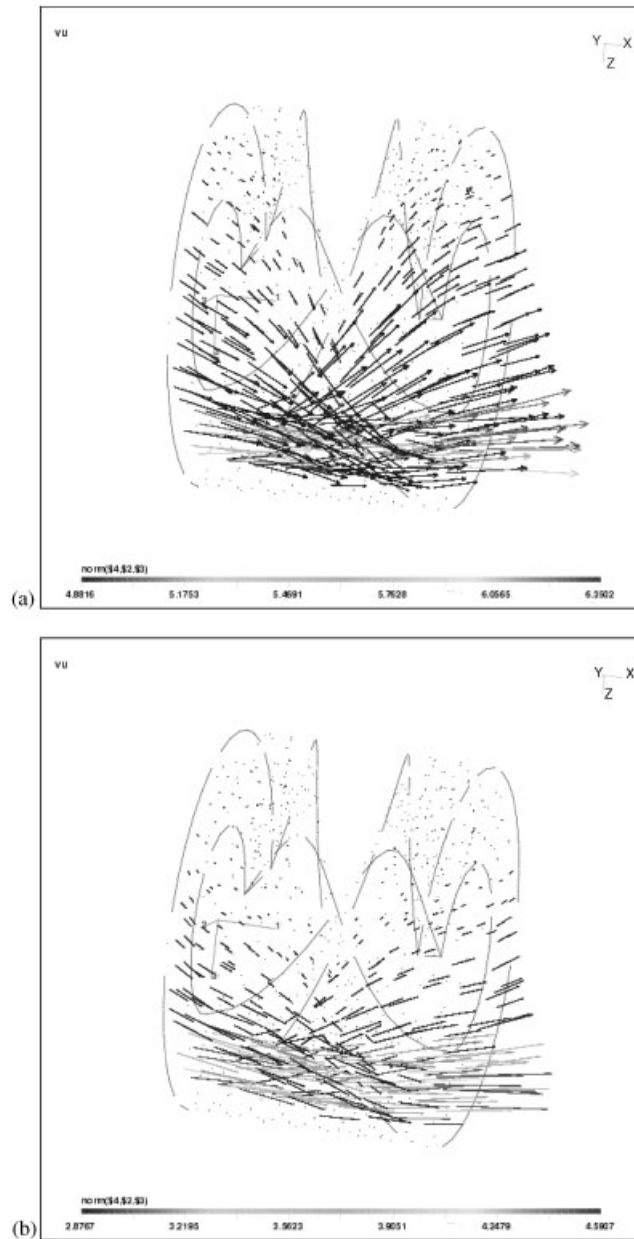 vu
Y X
Z
norm($4,$2,$3)
(a)
4.8816 5.1753 5.4691 5.7628 6.0565 6.3502
vu
Y X
Z
norm($4,$2,$3)
(b)
2.8767 3.2195 3.5623 3.9051 4.2479 4.5907